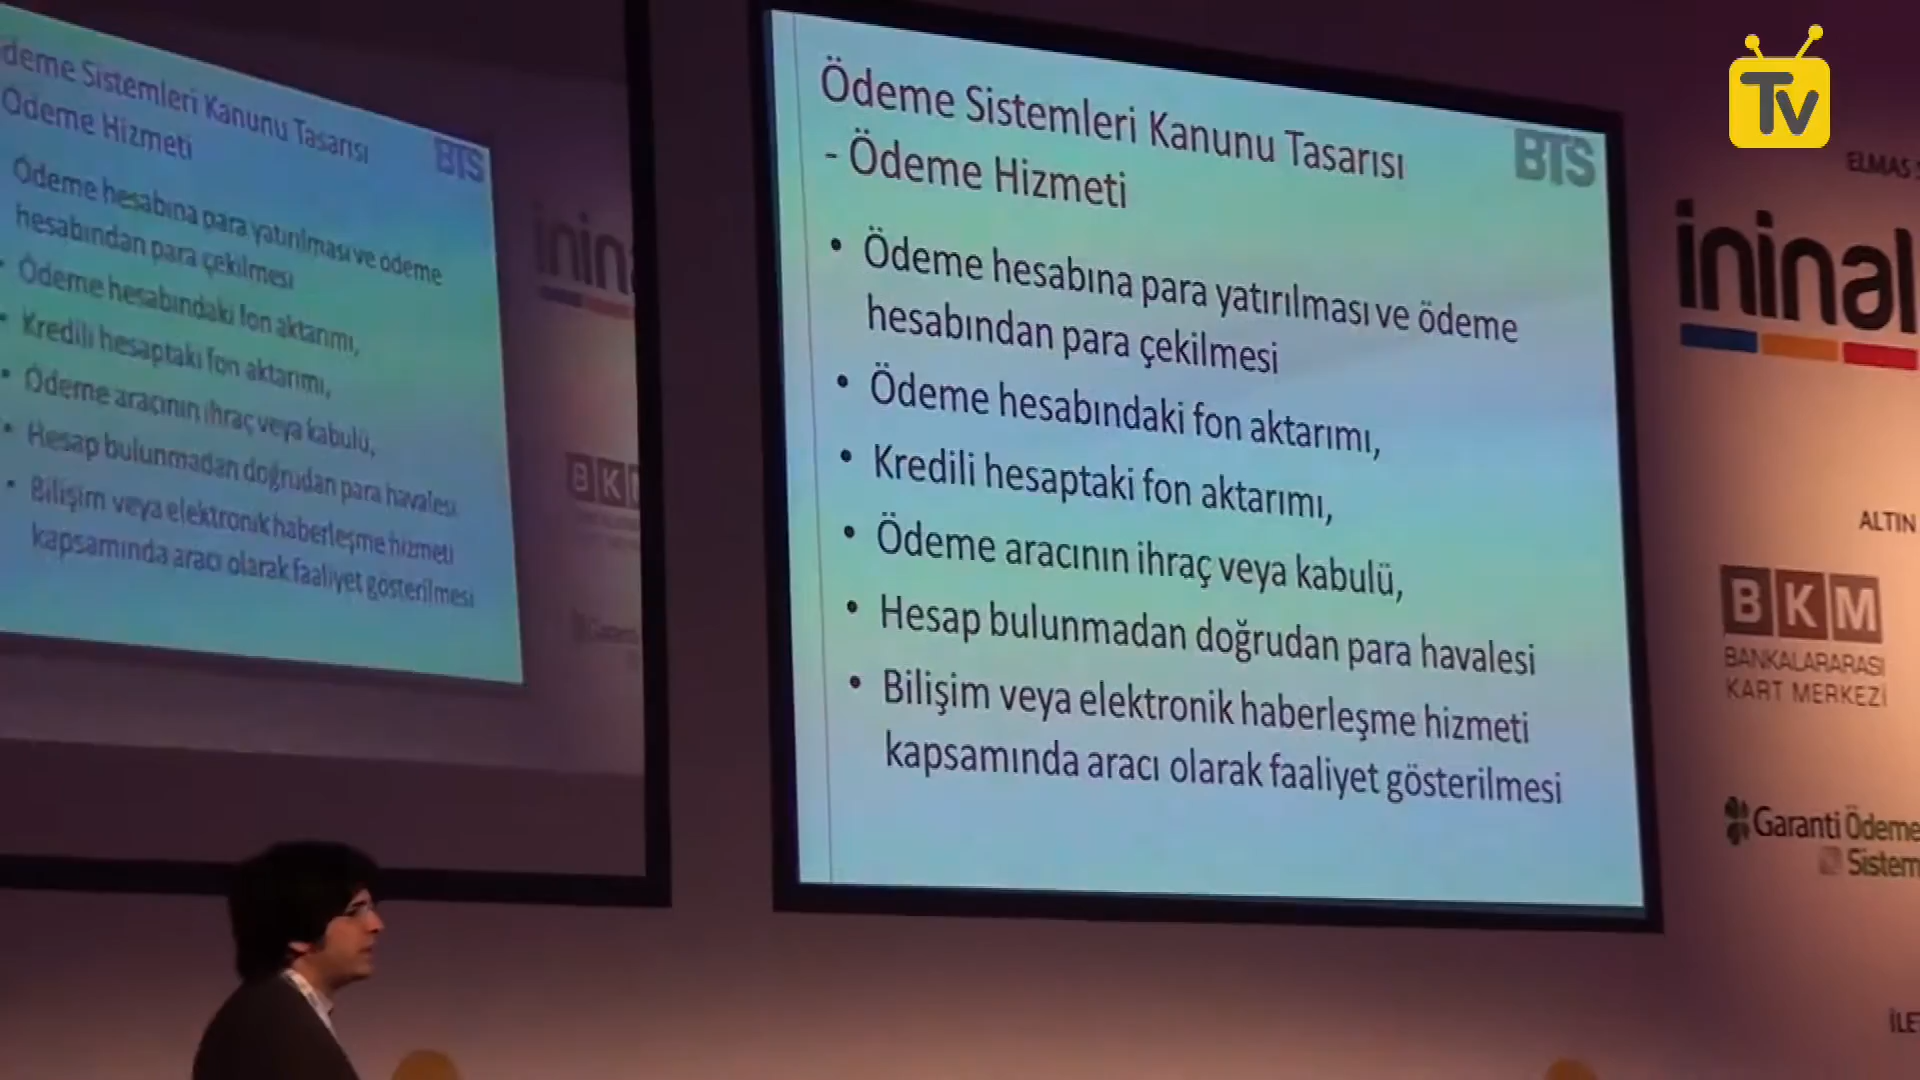 deme Sistemleri Kanunu Tasarısı
Ödeme Hizmeti
BTS
Ödeme hesabına para yatırılması ve ödeme
hesabından para çekilmesi
• Ödeme hesabındaki fon aktarımı,
• Kredili hesaptaki fon aktarımı,
• Ödeme aracının ihraç veya kabulü,
• Hesap bulunmadan doğrudan para havalesi
• Bilişim veya elektronik haberleşme hizmeti
kapsamında aracı olarak faaliyet gösterilmesi
inin
BK
Garanti
Ödeme Sistemleri Kanunu Tasarısı
- Ödeme Hizmeti
BTS
• Ödeme hesabına para yatırılması ve ödeme
hesabından para çekilmesi
• Ödeme hesabındaki fon aktarımı,
• Kredili hesaptaki fon aktarımı,
• Ödeme aracının ihraç veya kabulü,
• Hesap bulunmadan doğrudan para havalesi
• Bilişim veya elektronik haberleşme hizmeti
kapsamında aracı olarak faaliyet gösterilmesi
Tv
ELMAS
ininal
ALTIN
BKM
BANKALARARASI
KART MERKEZİ
Garanti Ödeme
Sistem
İLE